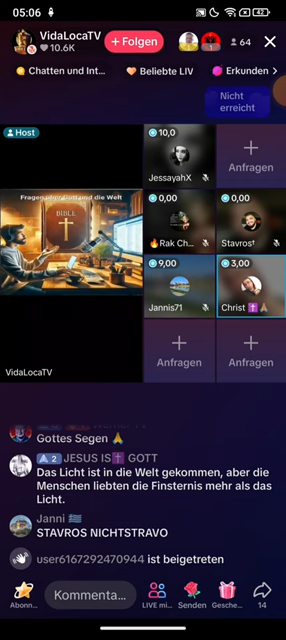 05:06
42
VidaLocaTV
10.6K
+ Folgen
1
64
Chatten und Int...
Beliebte LIV
Erkunden
Nicht
erreicht
Host
10,0
JessayahX
Anfragen
Fragen über Gott und die Welt
BIBLE
0,00
Rak Ch...
0,00
Stavros†
9,00
Jannis71
3,00
Christ
Anfragen
Anfragen
VidaLocaTV
Gottes Segen
A 2 JESUS IS GOTT
Das Licht ist in die Welt gekommen, aber die
Menschen liebten die Finsternis mehr als das
Licht.
Janni
STAVROS NICHTSTRAVO
user6167292470944 ist beigetreten
Abonn...
Kommenta...
LIVE mi...
Senden
Gesche...
14